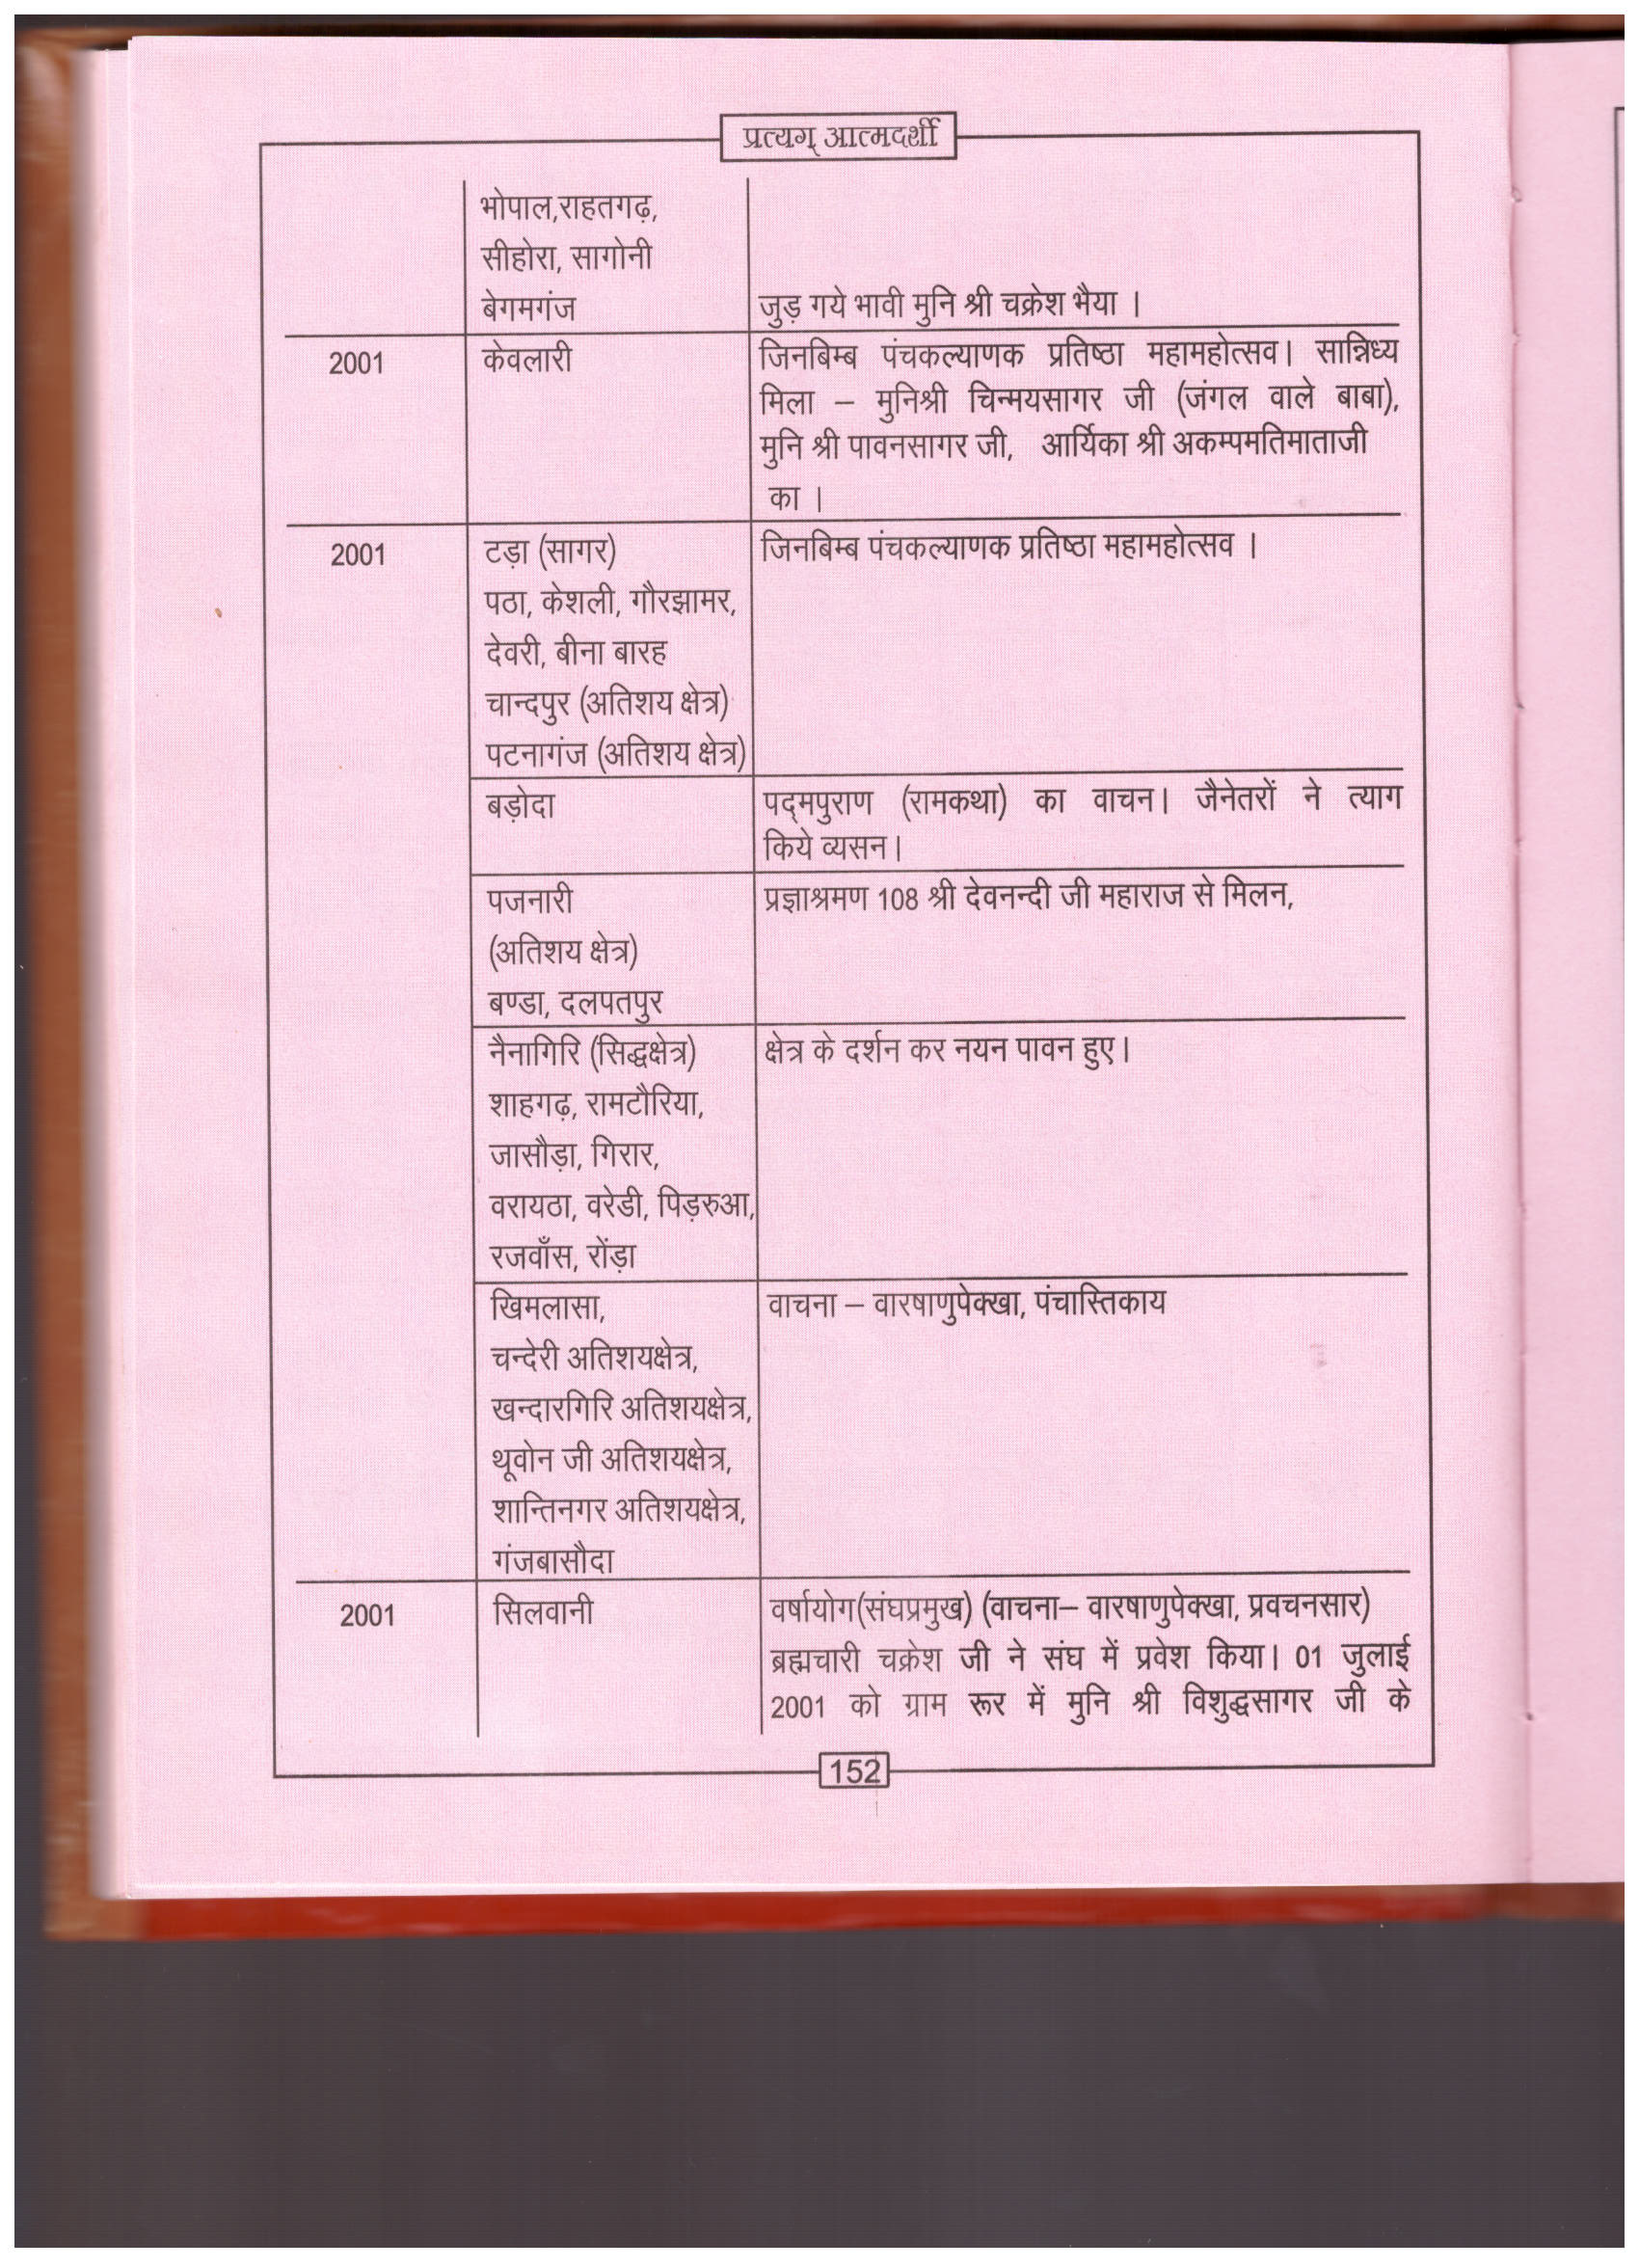 प्रत्यग् आत्मदर्शी
भोपाल,राहतगढ़,
सीहोरा, सागोनी
बेगमगंज जुड़ गये भावी मुनि श्री चक्रेश भैया ।
2001 केवलारी जिनबिम्ब पंचकल्याणक प्रतिष्ठा महामहोत्सव। सान्निध्य
मिला – मुनिश्री चिन्मयसागर जी (जंगल वाले बाबा),
मुनि श्री पावनसागर जी, आर्यिका श्री अकम्पमतिमाताजी
का ।
2001 टड़ा (सागर) जिनबिम्ब पंचकल्याणक प्रतिष्ठा महामहोत्सव ।
पठा, केशली, गौरझामर,
देवरी, बीना बारह
चान्दपुर (अतिशय क्षेत्र)
पटनागंज (अतिशय क्षेत्र)
बड़ोदा पद्मपुराण (रामकथा) का वाचन। जैनेतरों ने त्याग
किये व्यसन।
पजनारी प्रज्ञाश्रमण 108 श्री देवनन्दी जी महाराज से मिलन,
(अतिशय क्षेत्र)
बण्डा, दलपतपुर
नैनागिरि (सिद्धक्षेत्र) क्षेत्र के दर्शन कर नयन पावन हुए।
शाहगढ़, रामटौरिया,
जासौड़ा, गिरार,
वरायठा, वरेडी, पिड़रुआ,
रजवाँस, रोंड़ा
खिमलासा, वाचना – वारषाणुपेक्खा, पंचास्तिकाय
चन्देरी अतिशयक्षेत्र,
खन्दारगिरि अतिशयक्षेत्र,
थूवोन जी अतिशयक्षेत्र,
शान्तिनगर अतिशयक्षेत्र,
गंजबासौदा
2001 सिलवानी वर्षायोग(संघप्रमुख) (वाचना– वारषाणुपेक्खा, प्रवचनसार)
ब्रह्मचारी चक्रेश जी ने संघ में प्रवेश किया। 01 जुलाई
2001 को ग्राम रूर में मुनि श्री विशुद्धसागर जी के
152